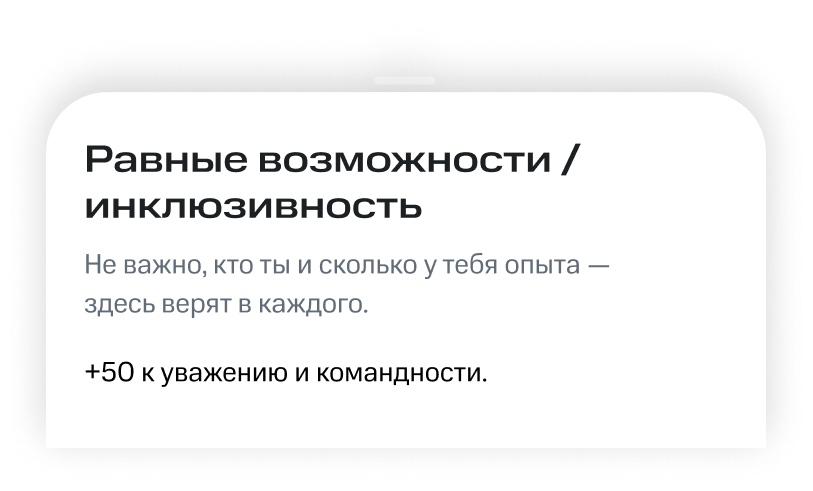 Равные возможности /
инклюзивность
Не важно, кто ты и сколько у тебя опыта —
здесь верят в каждого.
+50 к уважению и командности.